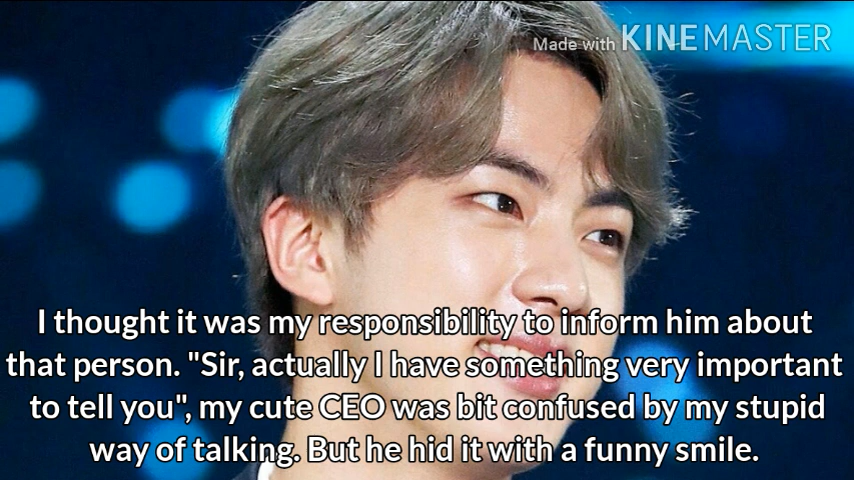 Made with KINEMASTER
I thought it was my responsibility to inform him about
that person. "Sir, actually I have something very important
to tell you", my cute CEO was bit confused by my stupid
way of talking. But he hid it with a funny smile.